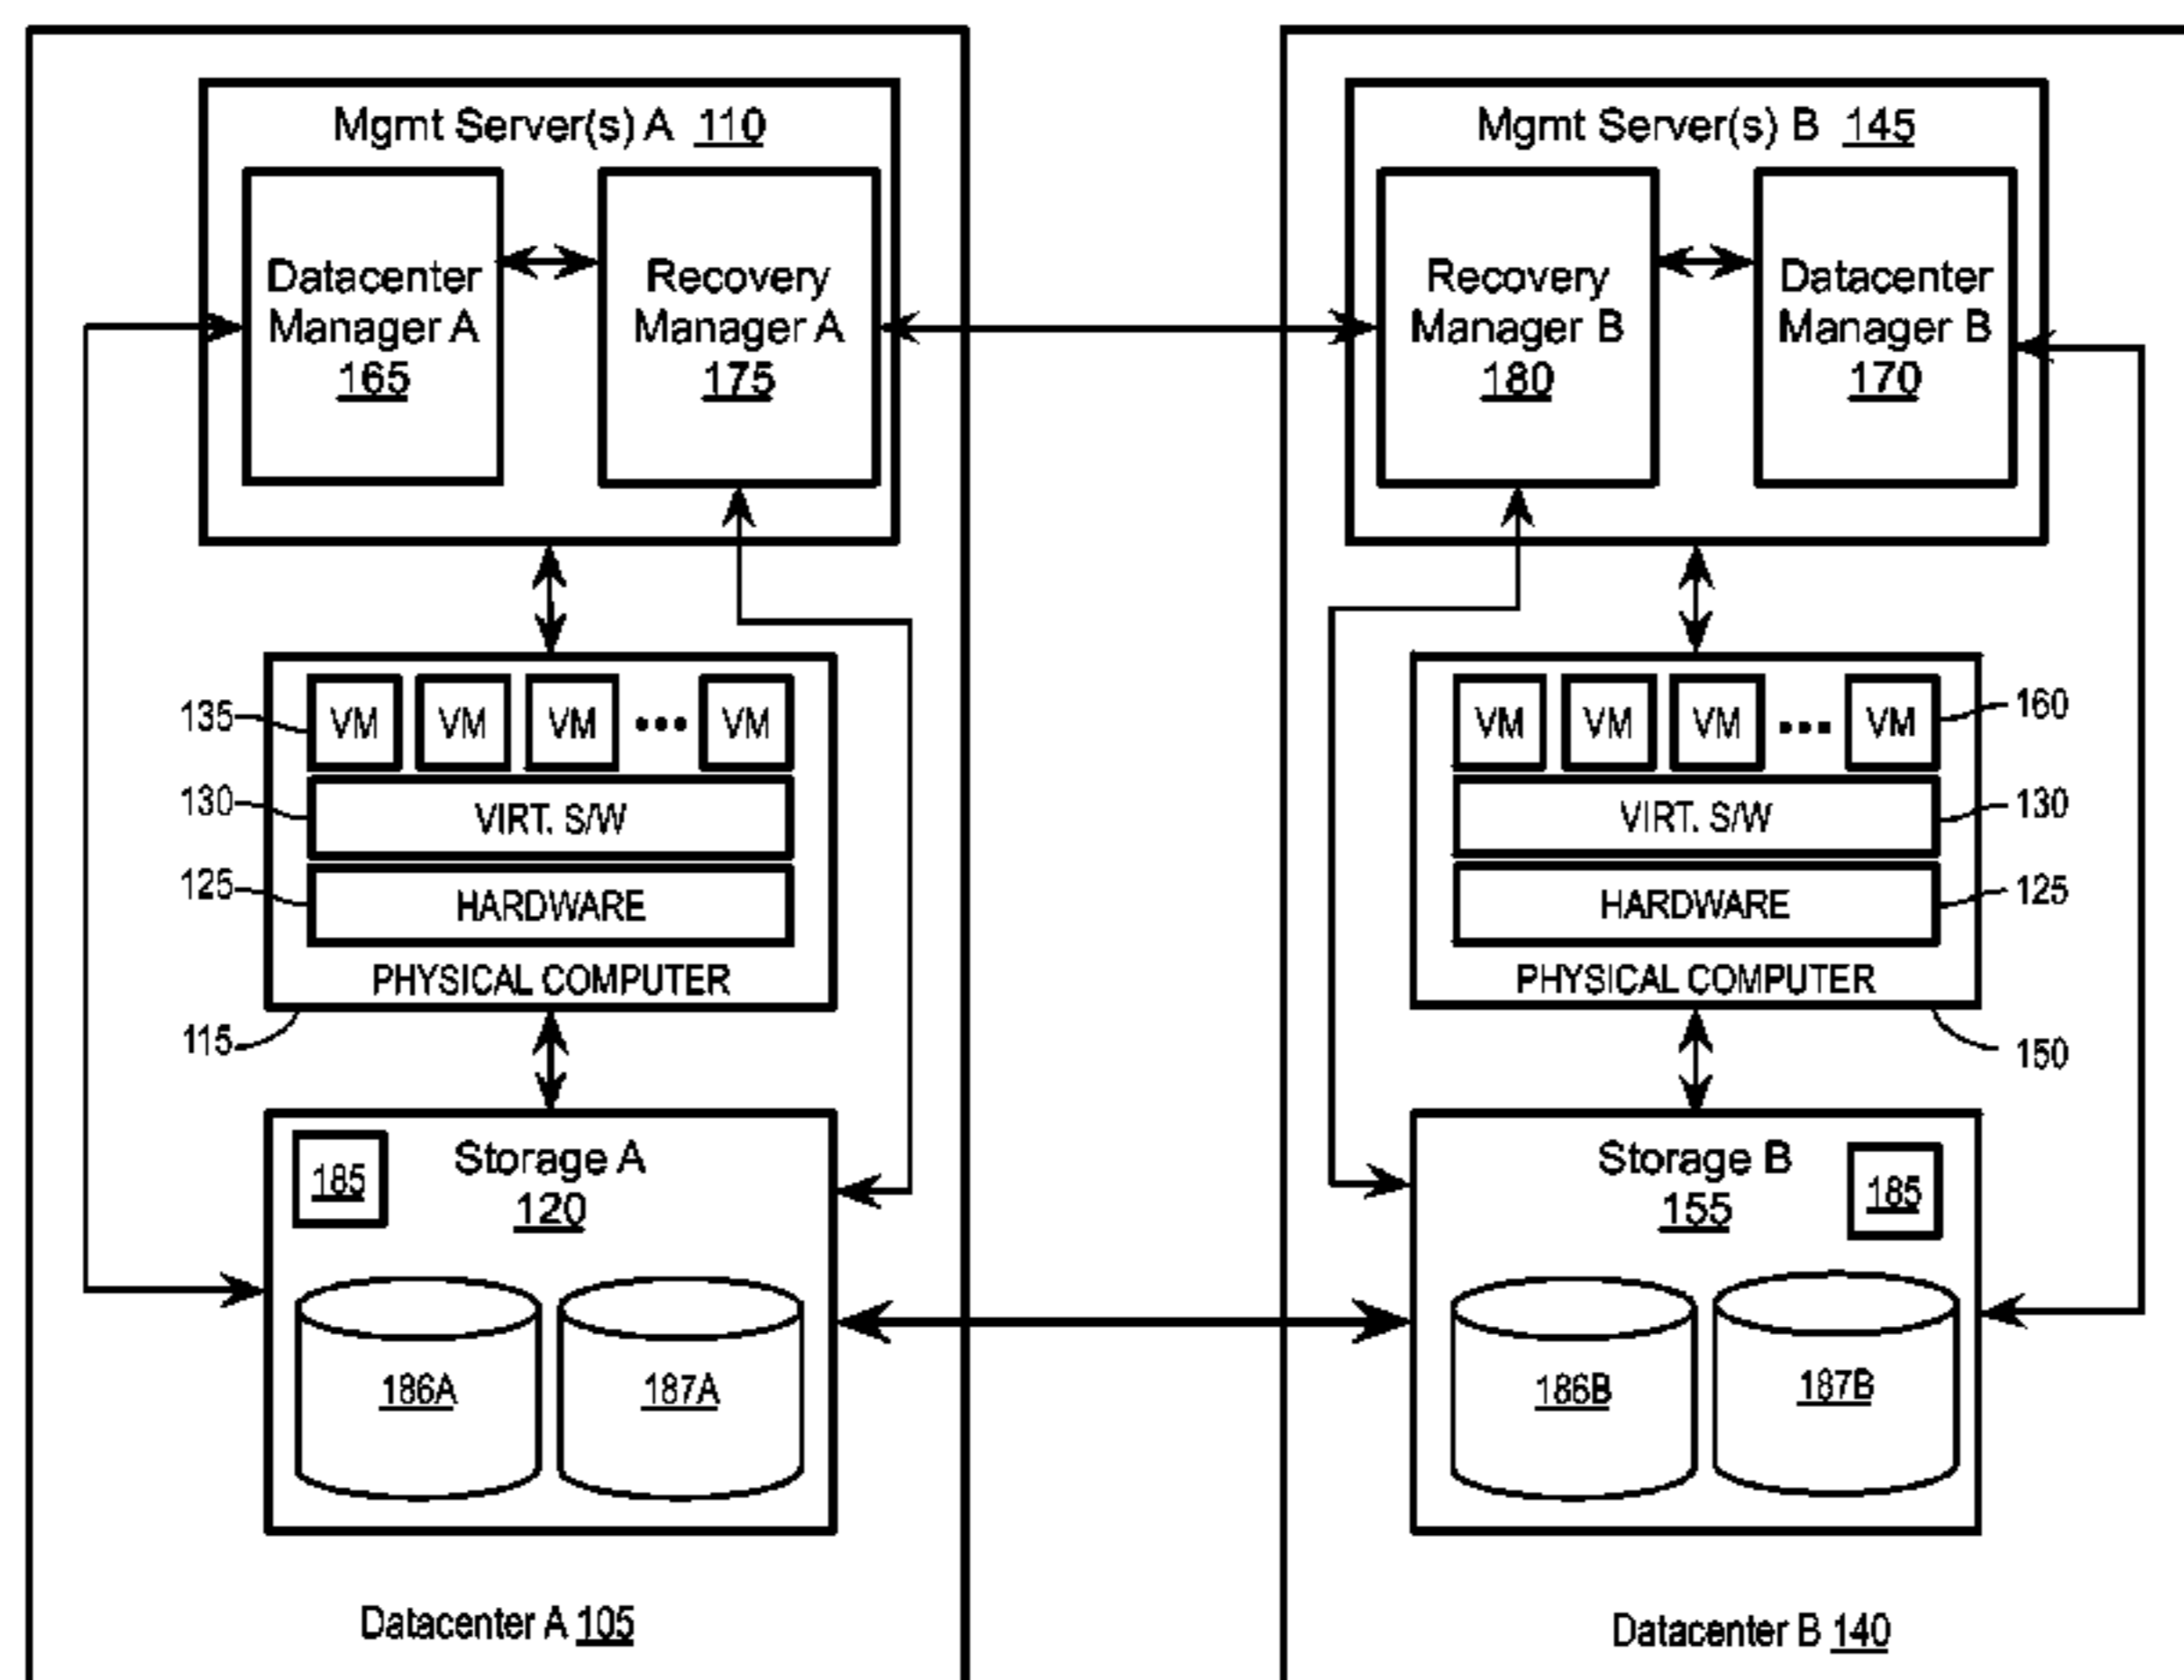 Mgmt Server(s) A 110
Datacenter
Manager A
165
Recovery
Manager A
175
135
VM VM VM ••• VM
130
VIRT. S/W
125
HARDWARE
PHYSICAL COMPUTER
115
185
Storage A
120
186A
187A
Datacenter A 105
Mgmt Server(s) B 145
Recovery
Manager B
180
Datacenter
Manager B
170
VM VM VM ••• VM
160
VIRT. S/W
130
HARDWARE
125
PHYSICAL COMPUTER
150
Storage B
155
185
186B
187B
Datacenter B 140